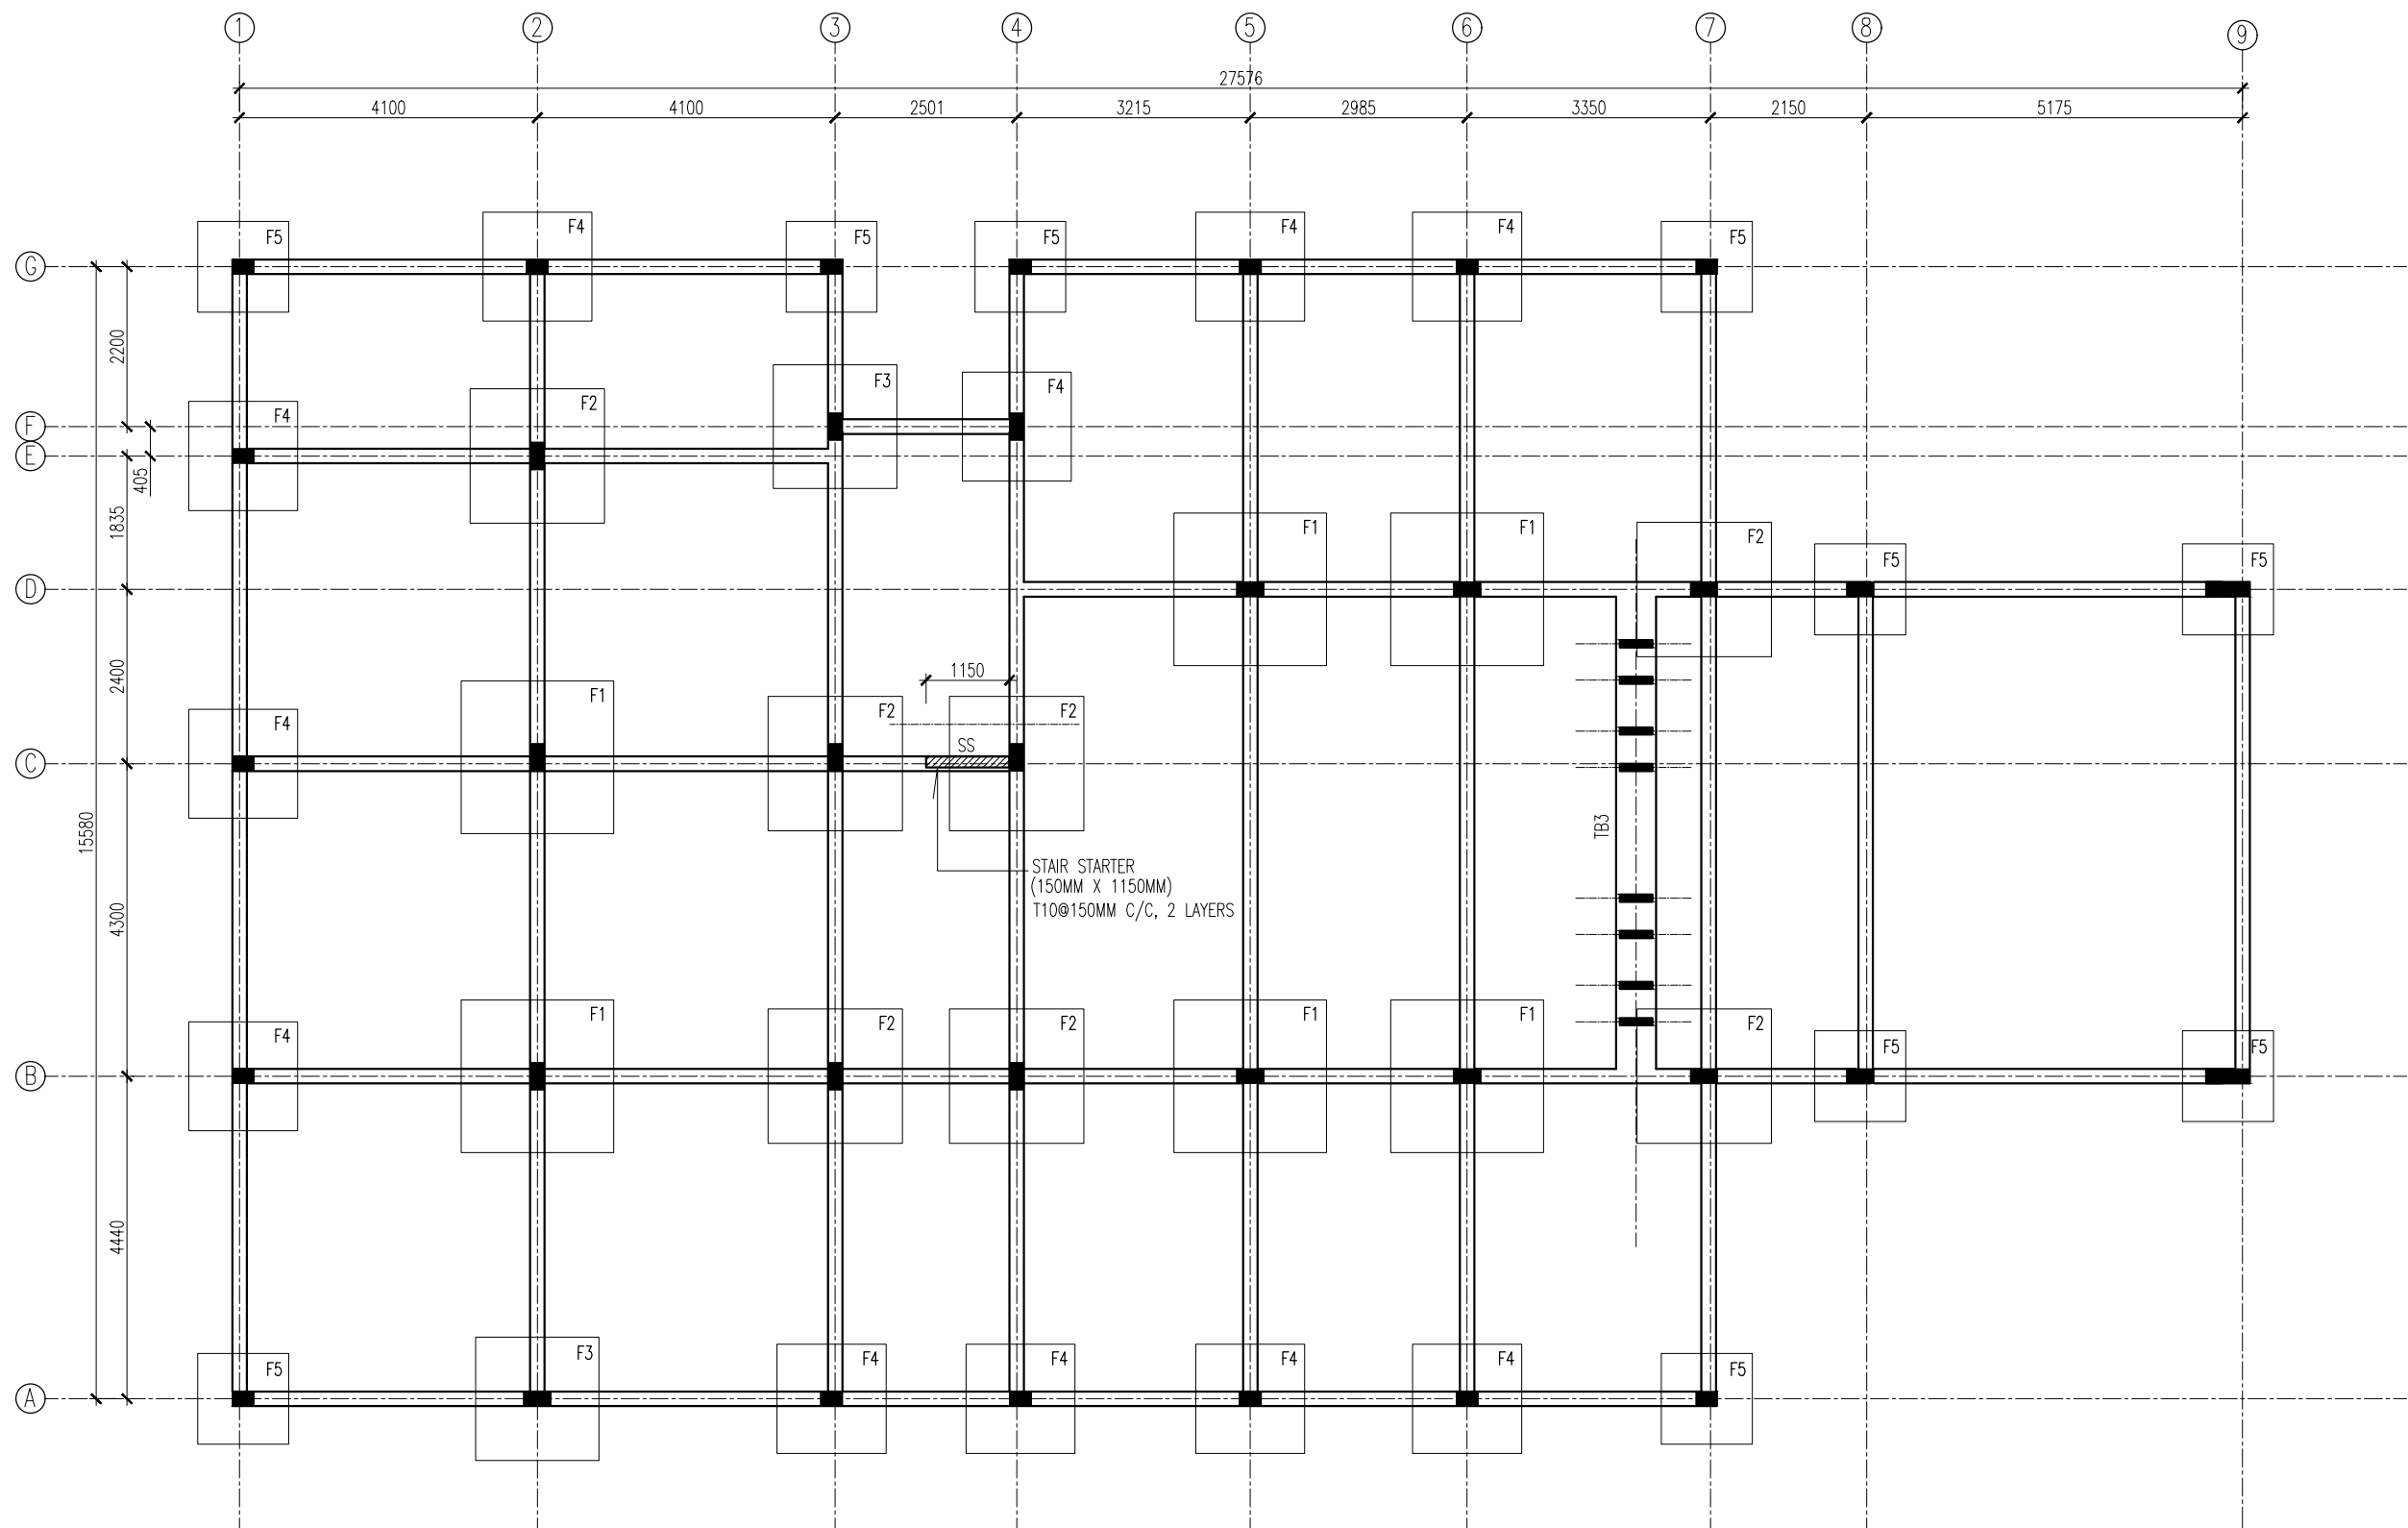 1 2 3 4 5 6 7 8 9
27576
4100 4100 2501 3215 2985 3350 2150 5175
F5 F4 F5 F5 F4 F4 F5
G
2200
F4 F2 F3 F4
F
E
405
1835
F1 F1 F2 F5 F5
D
2400
1150
F4 F1 F2 F2
SS
C
15580
TB3
STAIR STARTER
(150MM X 1150MM)
T10@150MM C/C, 2 LAYERS
4300
F4 F1 F2 F2 F1 F1 F2 F5 F5
B
4440
F5 F3 F4 F4 F4 F4 F5
A